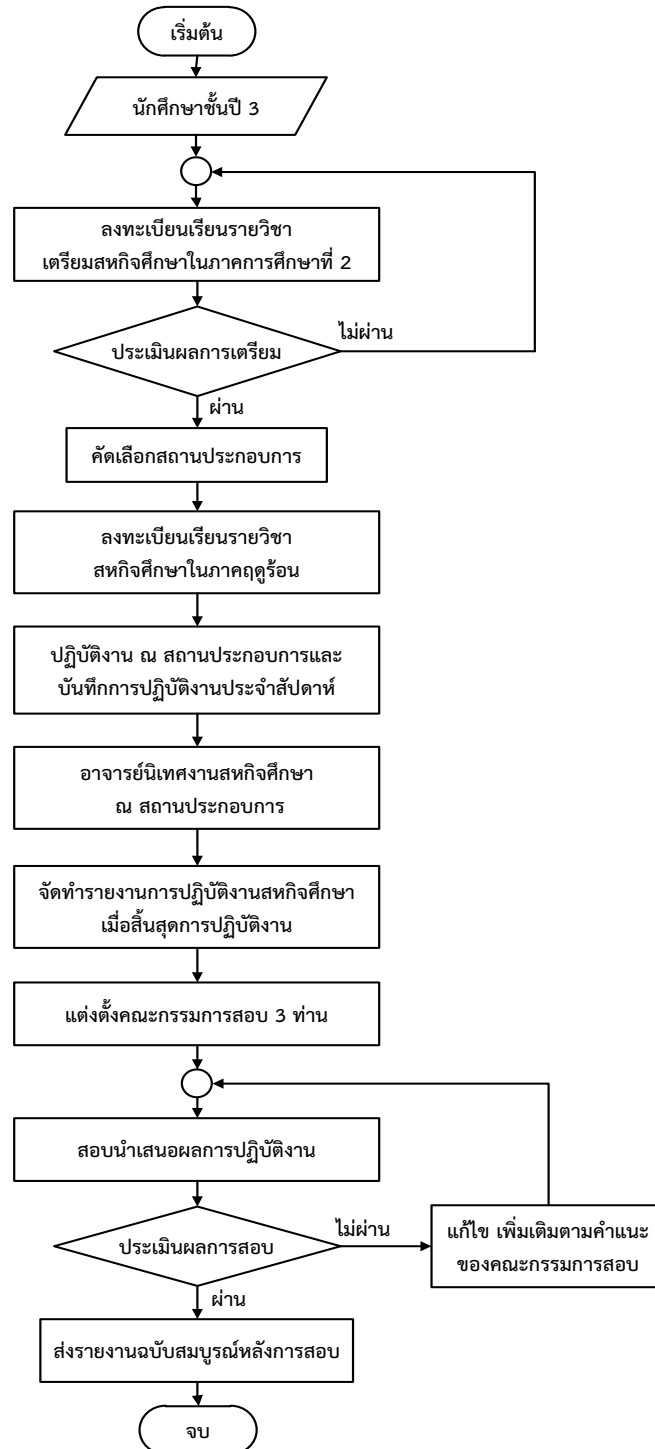 เริ่มต้น
นักศึกษาชั้นปี 3
ลงทะเบียนเรียนรายวิชา
เตรียมสหกิจศึกษาในภาคการศึกษาที่ 2
ประเมินผลการเตรียม
ไม่ผ่าน
ผ่าน
คัดเลือกสถานประกอบการ
ลงทะเบียนเรียนรายวิชา
สหกิจศึกษาในภาคฤดูร้อน
ปฏิบัติงาน ณ สถานประกอบการและ
บันทึกการปฏิบัติงานประจำสัปดาห์
อาจารย์นิเทศงานสหกิจศึกษา
ณ สถานประกอบการ
จัดทำรายงานการปฏิบัติงานสหกิจศึกษา
เมื่อสิ้นสุดการปฏิบัติงาน
แต่งตั้งคณะกรรมการสอบ 3 ท่าน
สอบนำเสนอผลการปฏิบัติงาน
ประเมินผลการสอบ
ไม่ผ่าน
แก้ไข เพิ่มเติมตามคำแนะ
ของคณะกรรมการสอบ
ผ่าน
ส่งรายงานฉบับสมบูรณ์หลังการสอบ
จบ